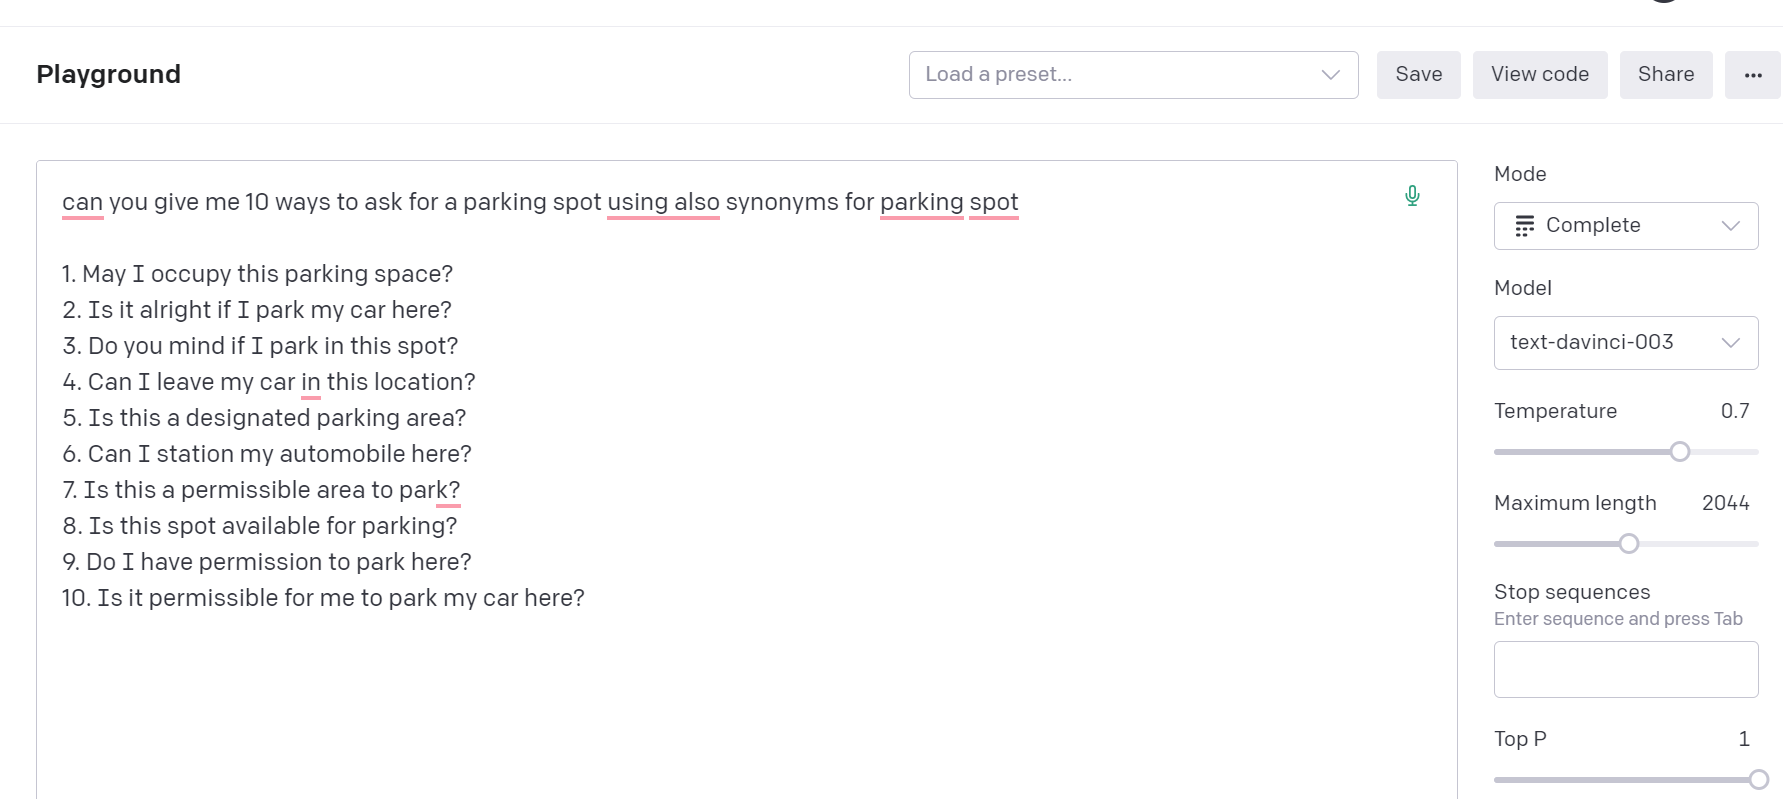 Playground
Load a preset...
Save
View code
Share
can you give me 10 ways to ask for a parking spot using also synonyms for parking spot
1. May I occupy this parking space?
2. Is it alright if I park my car here?
3. Do you mind if I park in this spot?
4. Can I leave my car in this location?
5. Is this a designated parking area?
6. Can I station my automobile here?
7. Is this a permissible area to park?
8. Is this spot available for parking?
9. Do I have permission to park here?
10. Is it permissible for me to park my car here?
Mode
Complete
Model
text-davinci-003
Temperature 0.7
Maximum length 2044
Stop sequences
Enter sequence and press Tab
Top P 1